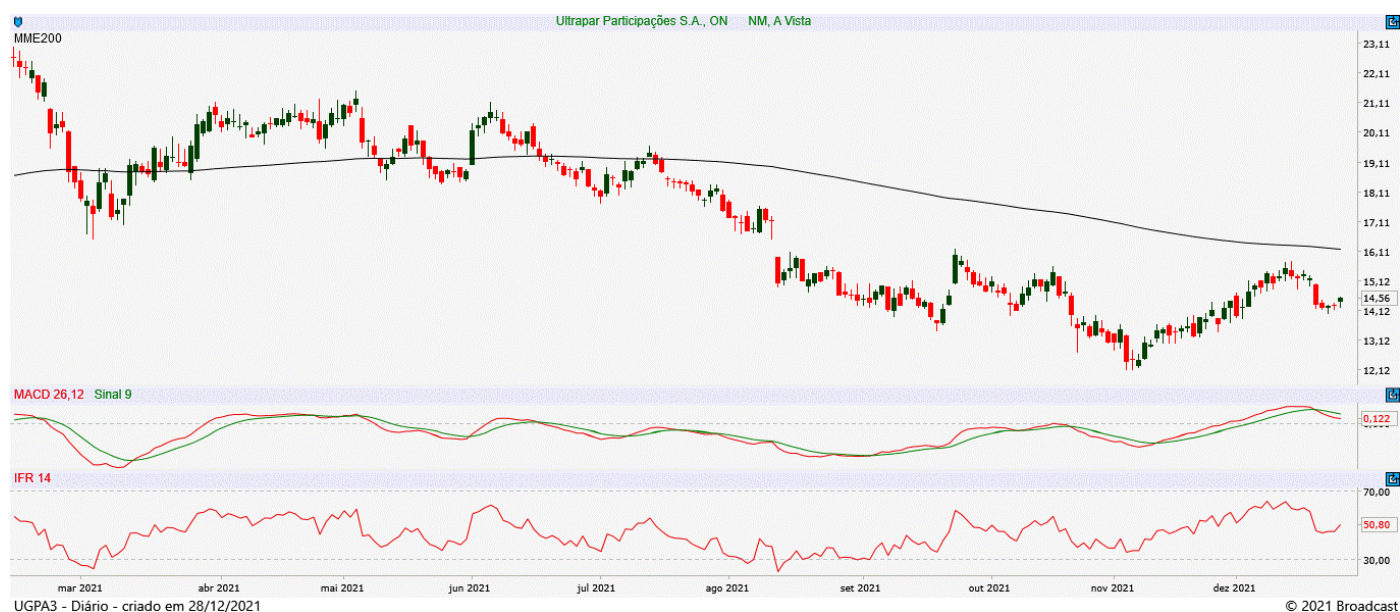 Ultrapar Participações S.A., ON NM, A Vista
MME200
23,11
22,11
21,11
20,11
19,11
18,11
17,11
16,11
15,12
14,56
14,12
13,12
12,12
MACD 26,12 Sinal 9
0,122
IFR 14
70,00
50,80
30,00
mar 2021 abr 2021 mai 2021 jun 2021 jul 2021 ago 2021 set 2021 out 2021 nov 2021 dez 2021
UGPA3 - Diário - criado em 28/12/2021 © 2021 Broadcast